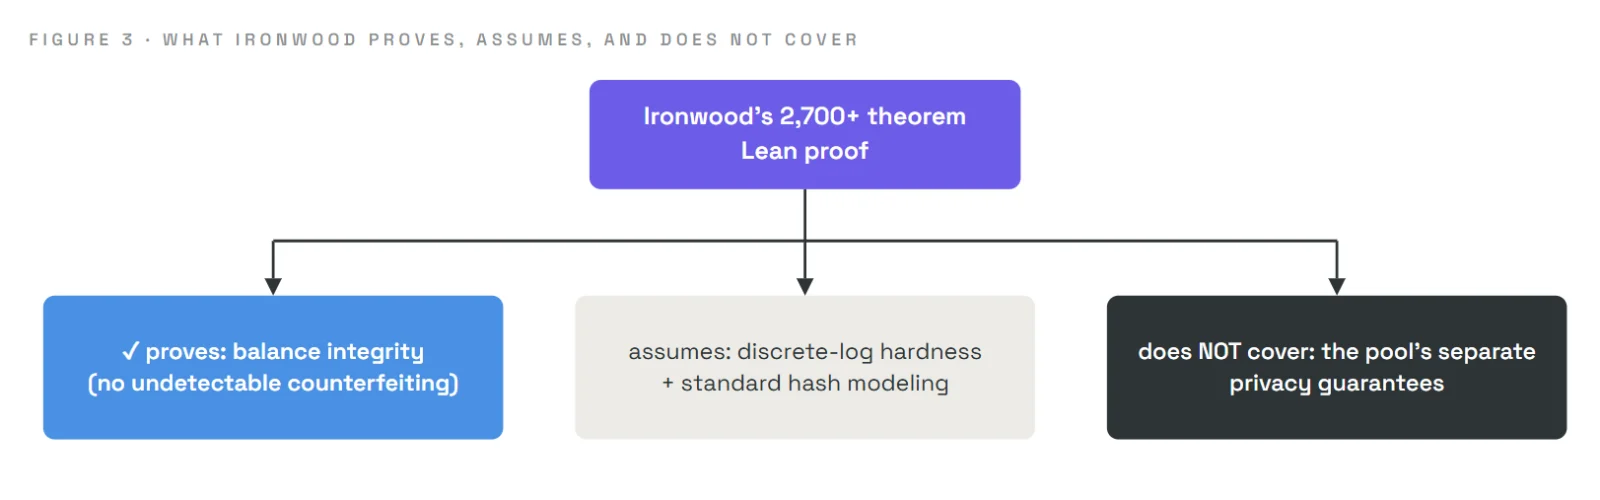 FIGURE 3 · WHAT IRONWOOD PROVES, ASSUMES, AND DOES NOT COVER
Ironwood's 2,700+ theorem
Lean proof
✓ proves: balance integrity
(no undetectable counterfeiting)
assumes: discrete-log hardness
+ standard hash modeling
does NOT cover: the pool's separate
privacy guarantees